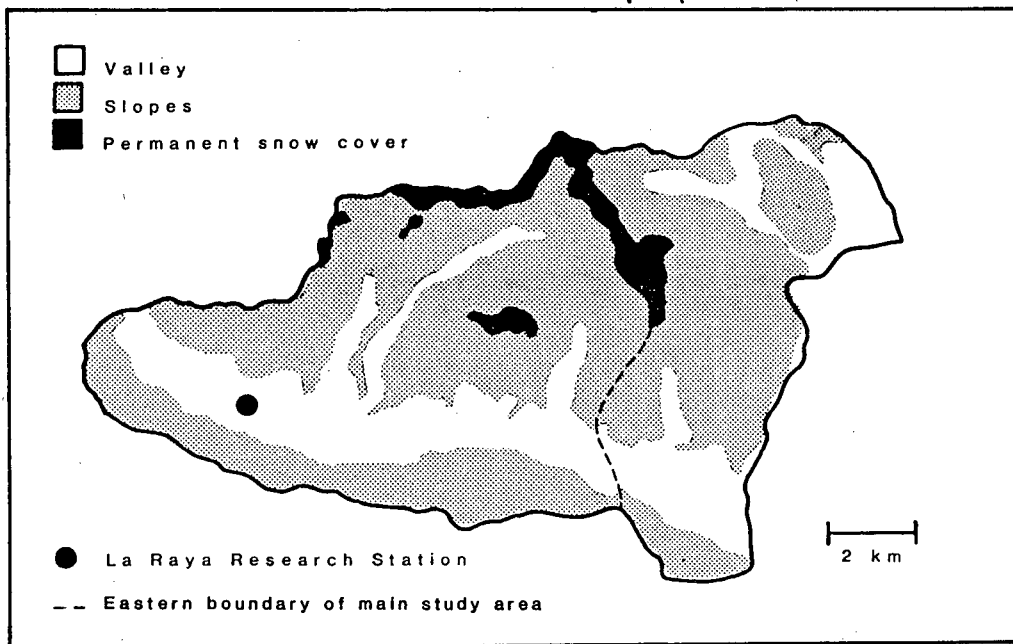 Valley
Slopes
Permanent snow cover
2 km
La Raya Research Station
Eastern boundary of main study area